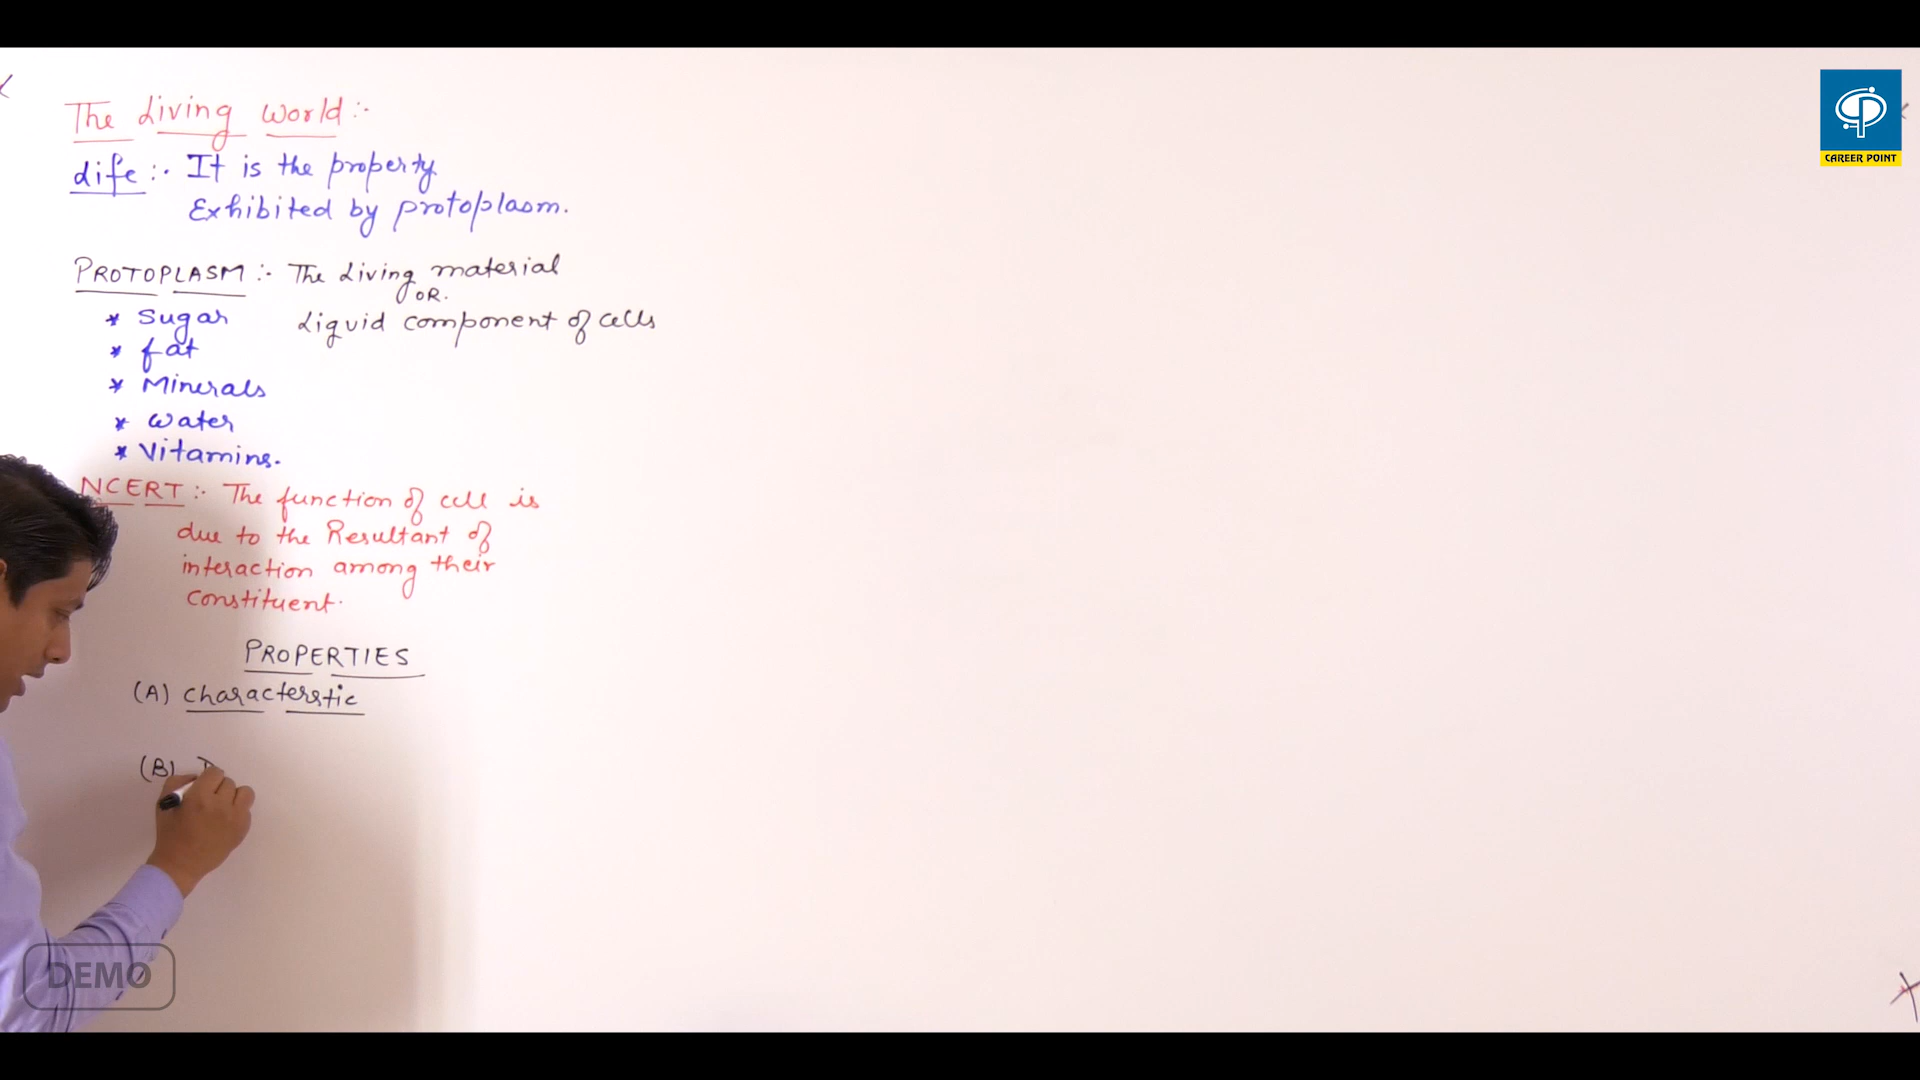 The Living World:-
Life:- It is the property
Exhibited by protoplasm.
PROTOPLASM:- The Living material
OR.
* Sugar Liquid component of cells
* fat
* Minerals
* Water
* Vitamins.
NCERT:- The function of cell is
due to the Resultant of
interaction among their
constituent.
PROPERTIES
(A) Characterstic
(B)
DEMO
CAREER POINT